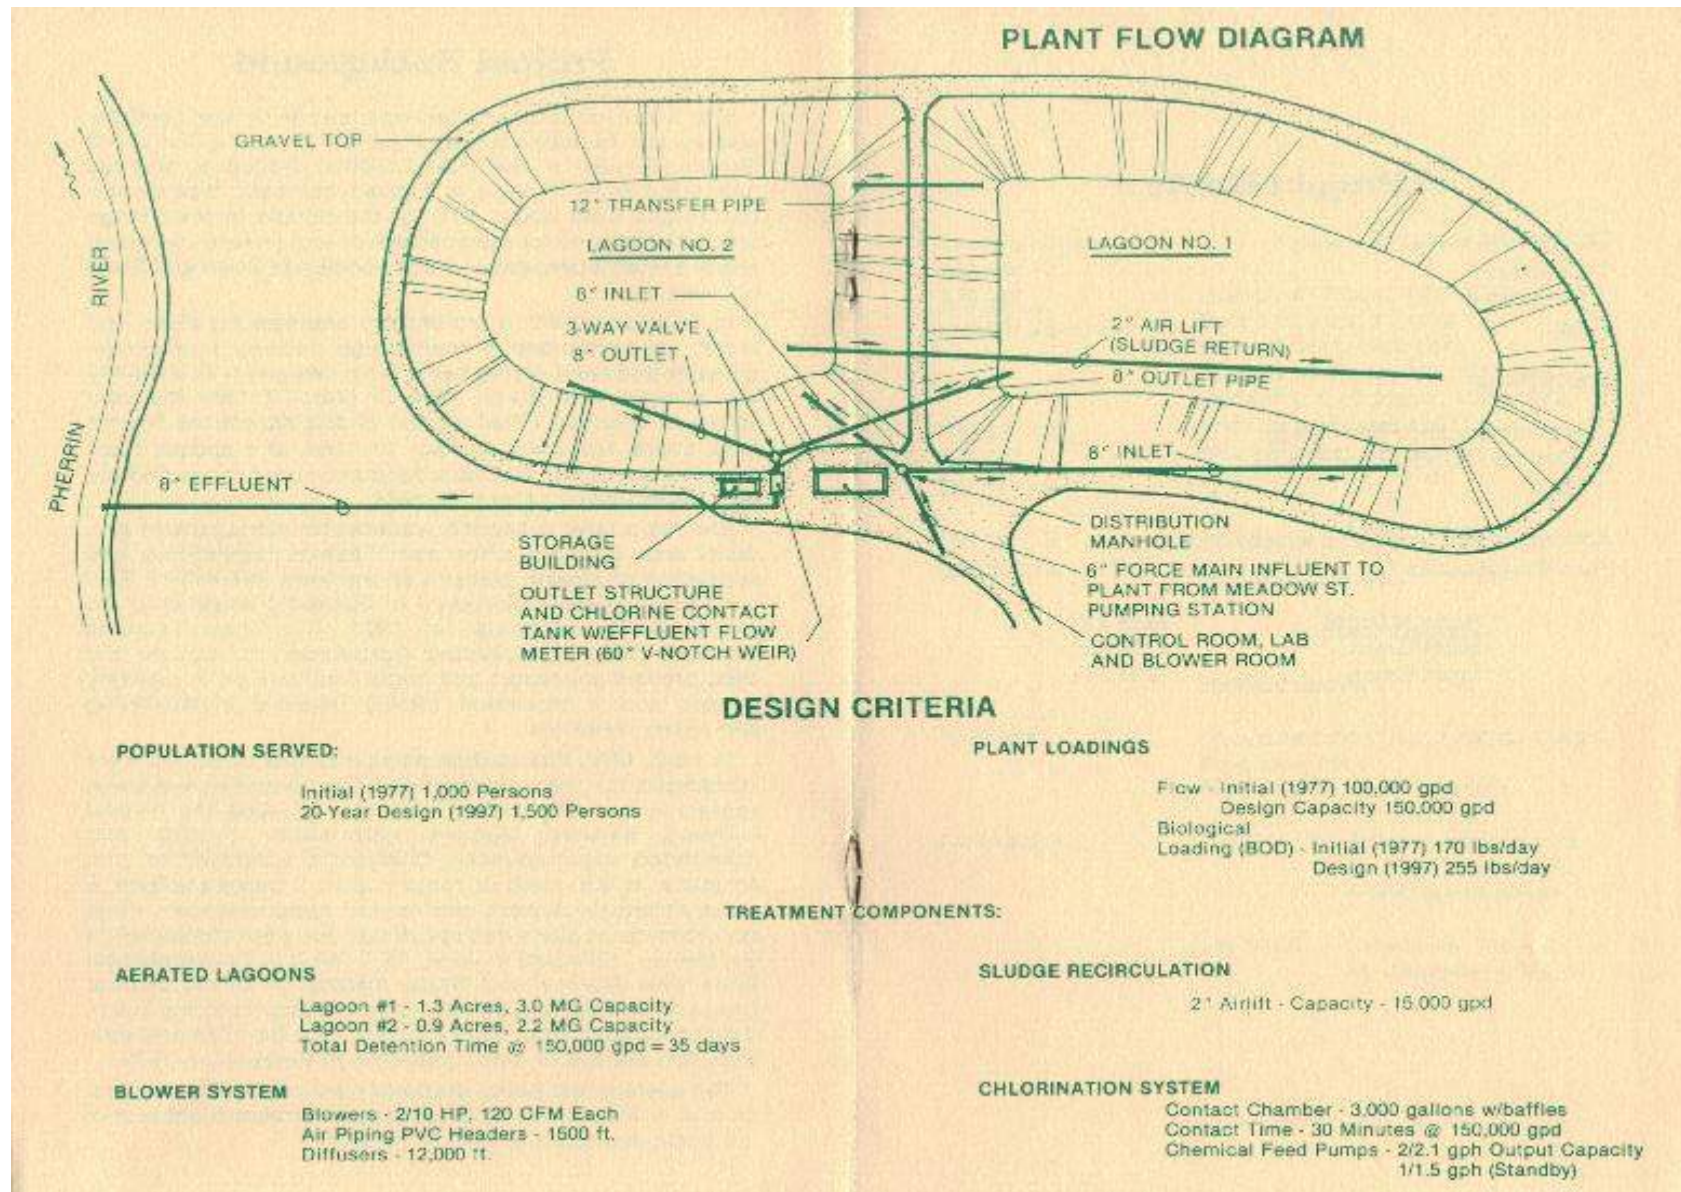 PLANT FLOW DIAGRAM
GRAVEL TOP
12" TRANSFER PIPE
LAGOON NO. 2
LAGOON NO. 1
RIVER
8" INLET
3-WAY VALVE
8" OUTLET
2" AIR LIFT
(SLUDGE RETURN)
8" OUTLET PIPE
PHERRIN
8" EFFLUENT
8" INLET
STORAGE
BUILDING
OUTLET STRUCTURE
AND CHLORINE CONTACT
TANK W/EFFLUENT FLOW
METER (60° V-NOTCH WEIR)
DISTRIBUTION
MANHOLE
6" FORCE MAIN INFLUENT TO
PLANT FROM MEADOW ST.
PUMPING STATION
CONTROL ROOM, LAB
AND BLOWER ROOM
DESIGN CRITERIA
POPULATION SERVED:
Initial (1977) 1,000 Persons
20-Year Design (1997) 1,500 Persons
PLANT LOADINGS
Flow - Initial (1977) 100,000 gpd
Design Capacity 150,000 gpd
Biological
Loading (BOD) - Initial (1977) 170 lbs/day
Design (1997) 255 lbs/day
TREATMENT COMPONENTS:
AERATED LAGOONS
Lagoon #1 - 1.3 Acres, 3.0 MG Capacity
Lagoon #2 - 0.9 Acres, 2.2 MG Capacity
Total Detention Time @ 150,000 gpd = 35 days
SLUDGE RECIRCULATION
2" Airlift - Capacity - 15,000 gpd
BLOWER SYSTEM
Blowers - 2/10 HP, 120 CFM Each
Air Piping PVC Headers - 1500 ft.
Diffusers - 12,000 ft.
CHLORINATION SYSTEM
Contact Chamber - 3,000 gallons w/baffles
Contact Time - 30 Minutes @ 150,000 gpd
Chemical Feed Pumps - 2/2.1 gph Output Capacity
1/1.5 gph (Standby)